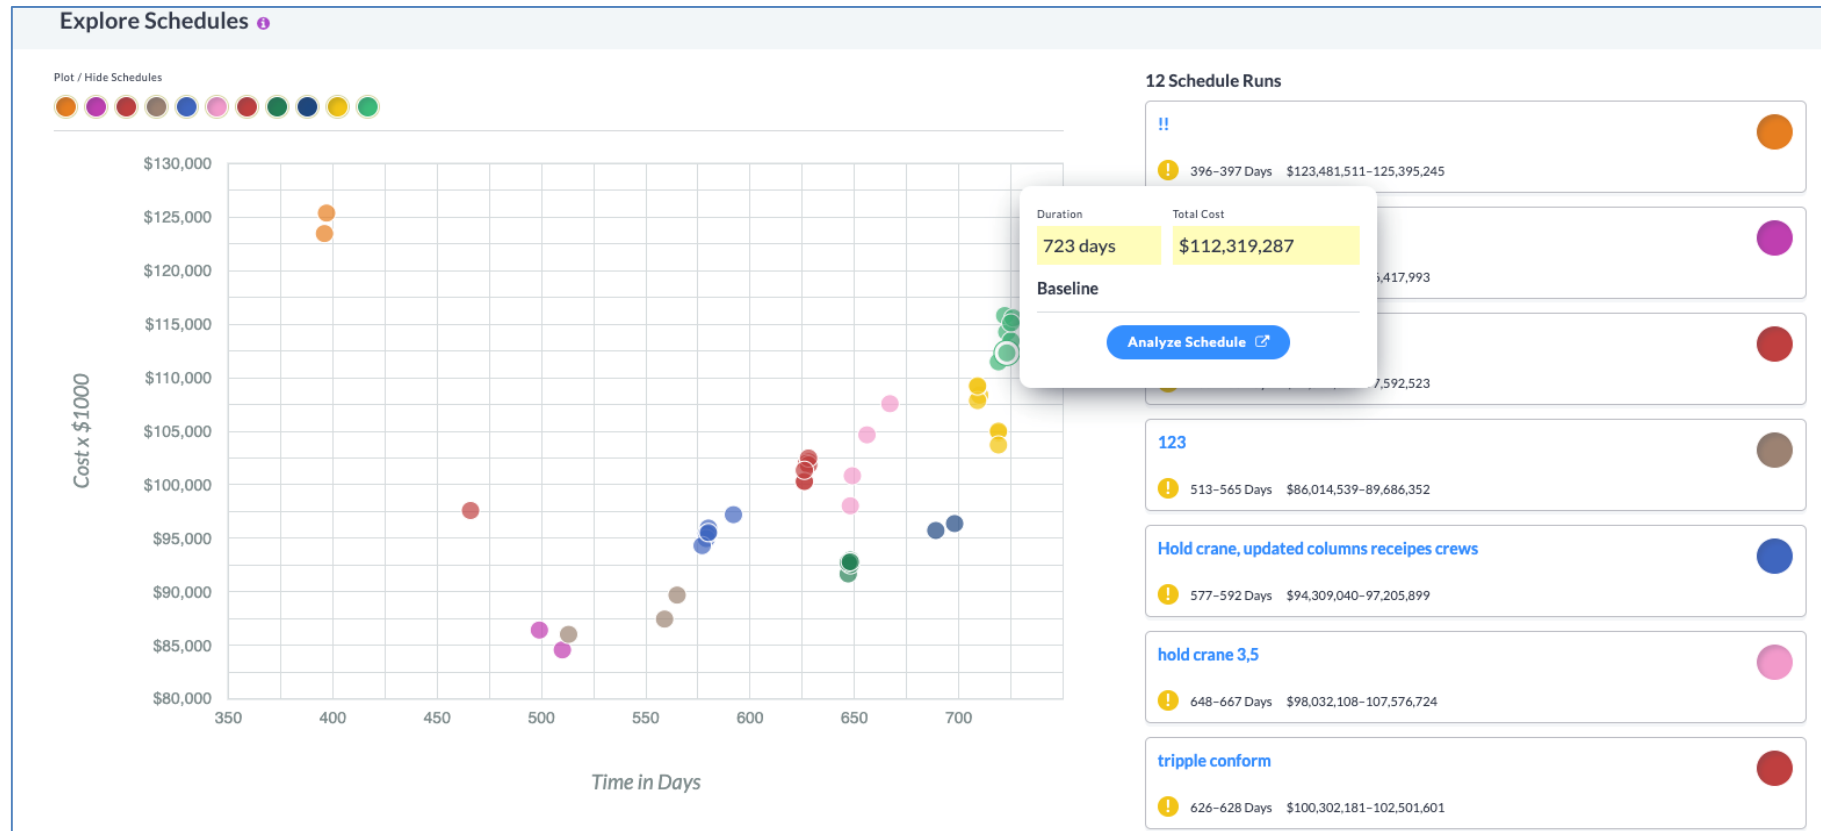 Explore Schedules
Plot / Hide Schedules
$130,000
$125,000
$120,000
$115,000
$110,000
$105,000
$100,000
$95,000
$90,000
$85,000
$80,000
Cost x $1000
350 400 450 500 550 600 650 700
Time in Days
Duration Total Cost
723 days $112,319,287
Baseline
Analyze Schedule
12 Schedule Runs
!!
396–397 Days $123,481,511–125,395,245
,417,993
7,592,523
123
513–565 Days $86,014,539–89,686,352
Hold crane, updated columns receipes crews
577–592 Days $94,309,040–97,205,899
hold crane 3,5
648–667 Days $98,032,108–107,576,724
tripple conform
626–628 Days $100,302,181–102,501,601